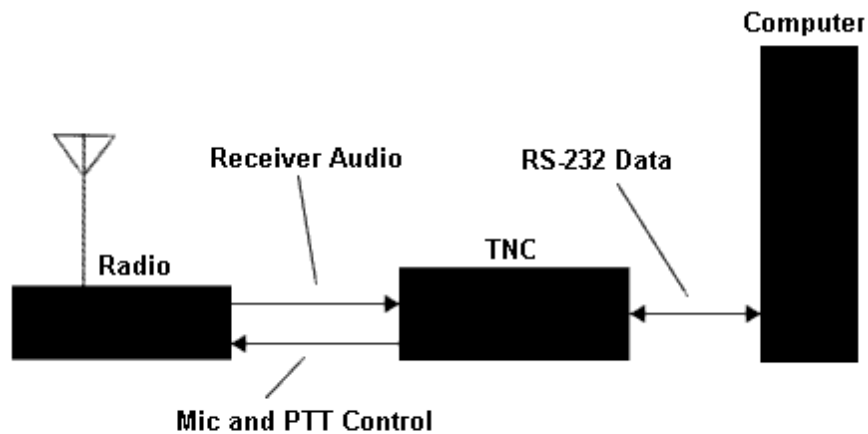 Computer
Receiver Audio
RS-232 Data
TNC
Radio
Mic and PTT Control